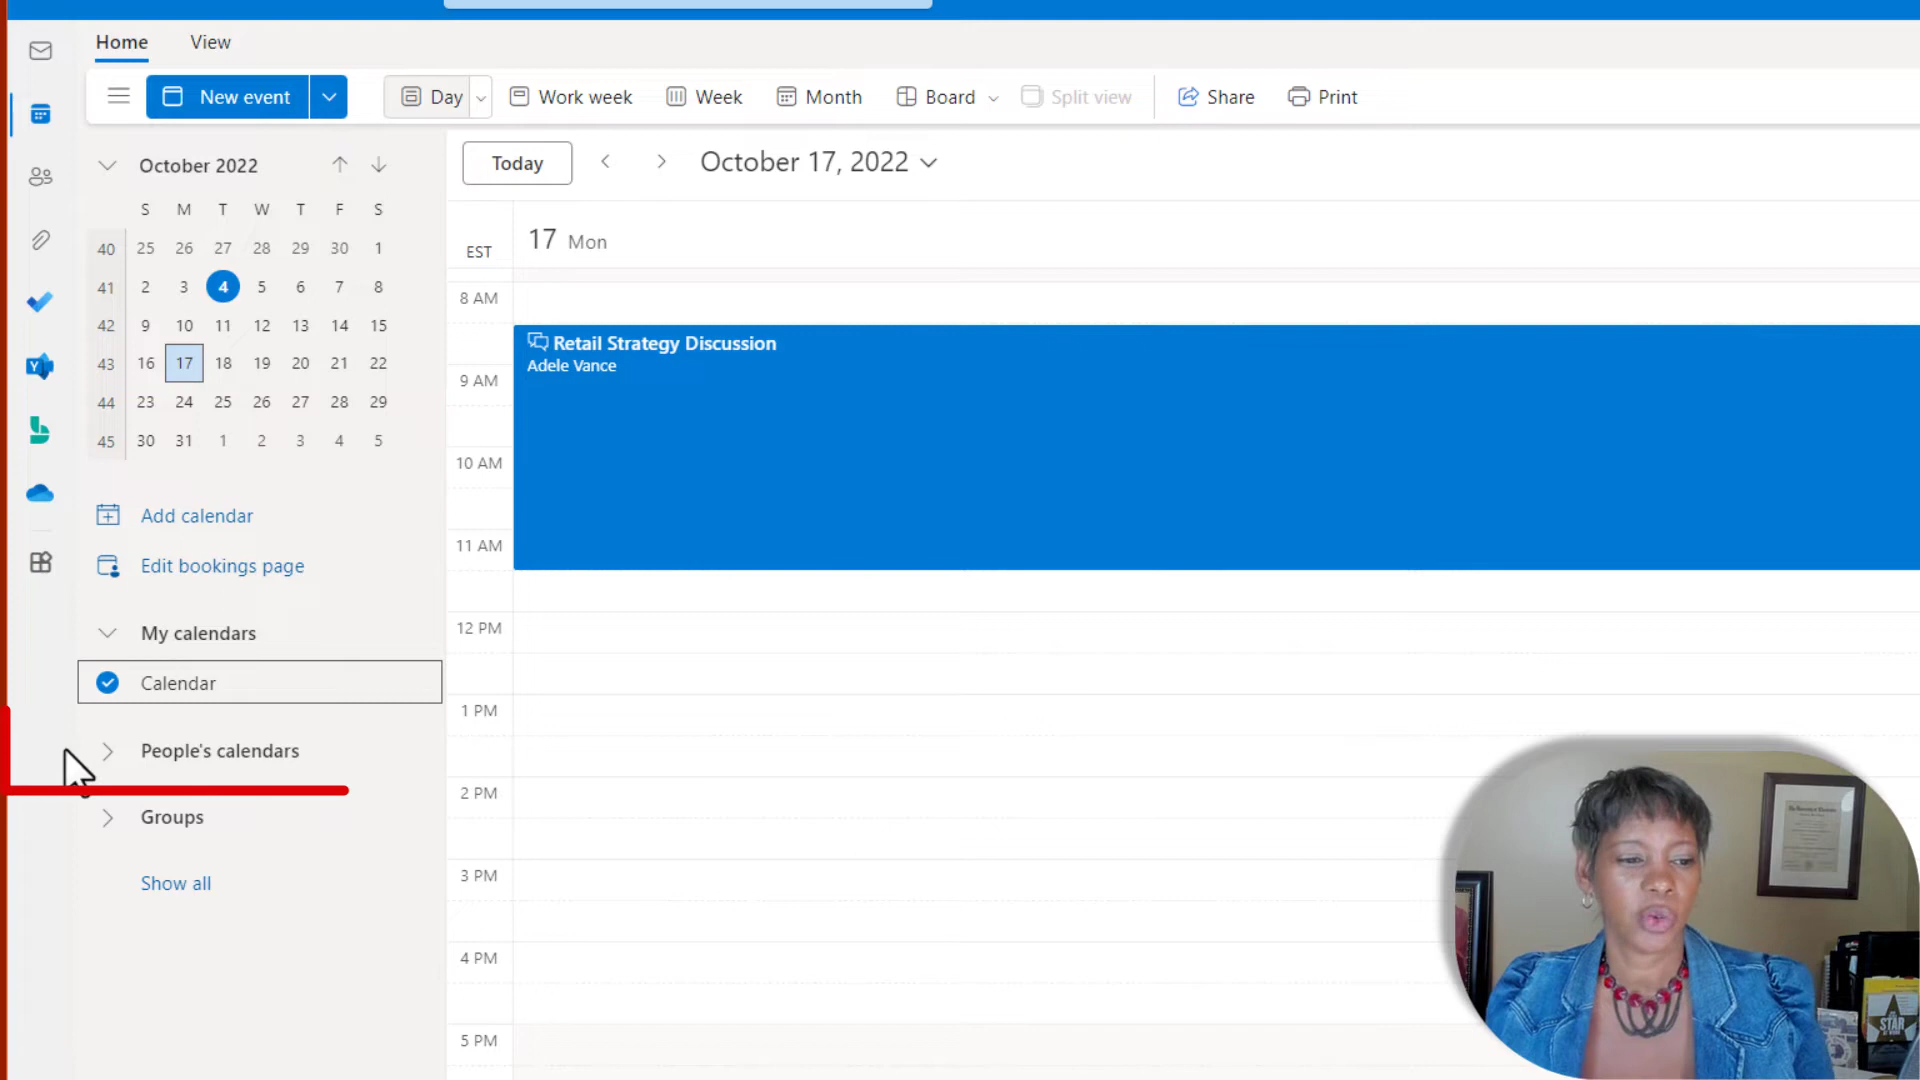 Home View
New event Day Work week Week Month Board Split view Share Print
October 2022
S M T W T F S
40 25 26 27 28 29 30 1
41 2 3 4 5 6 7 8
42 9 10 11 12 13 14 15
43 16 17 18 19 20 21 22
44 23 24 25 26 27 28 29
45 30 31 1 2 3 4 5
Add calendar
Edit bookings page
My calendars
Calendar
People's calendars
Groups
Show all
Today October 17, 2022
EST 17 Mon
8 AM
Retail Strategy Discussion
Adele Vance
9 AM
10 AM
11 AM
12 PM
1 PM
2 PM
3 PM
4 PM
5 PM
STAR